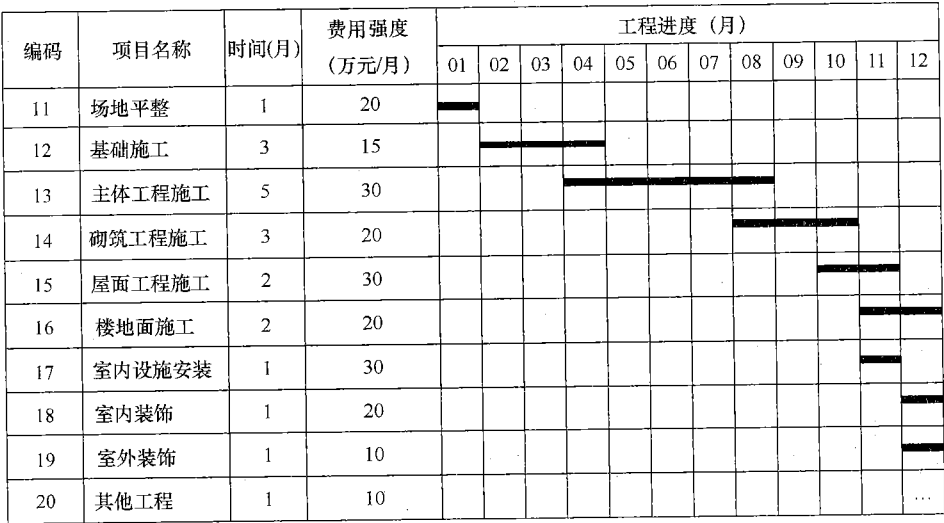 编码 项目名称 时间(月) 费用强度 (万元/月) 工程进度（月）
01 02 03 04 05 06 07 08 09 10 11 12
11 场地平整 1 20
12 基础施工 3 15
13 主体工程施工 5 30
14 砌筑工程施工 3 20
15 屋面工程施工 2 30
16 楼地面施工 2 20
17 室内设施安装 1 30
18 室内装饰 1 20
19 室外装饰 1 10
20 其他工程 1 10 …